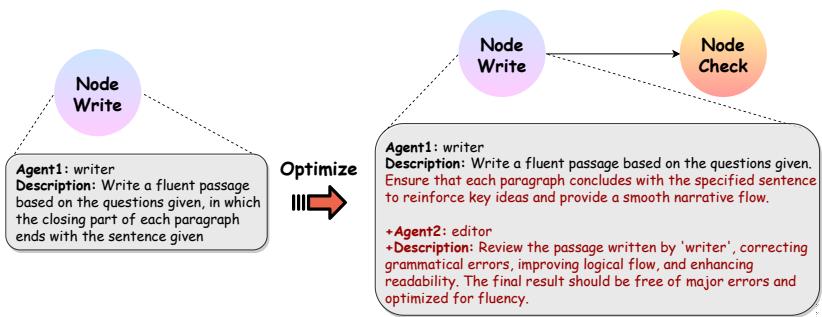 Node
Write
Agent1: writer
Description: Write a fluent passage
based on the questions given, in which
the closing part of each paragraph
ends with the sentence given
Optimize
Node
Write
Node
Check
Agent1: writer
Description: Write a fluent passage based on the questions given.
Ensure that each paragraph concludes with the specified sentence
to reinforce key ideas and provide a smooth narrative flow.
+Agent2: editor
+Description: Review the passage written by 'writer', correcting
grammatical errors, improving logical flow, and enhancing
readability. The final result should be free of major errors and
optimized for fluency.